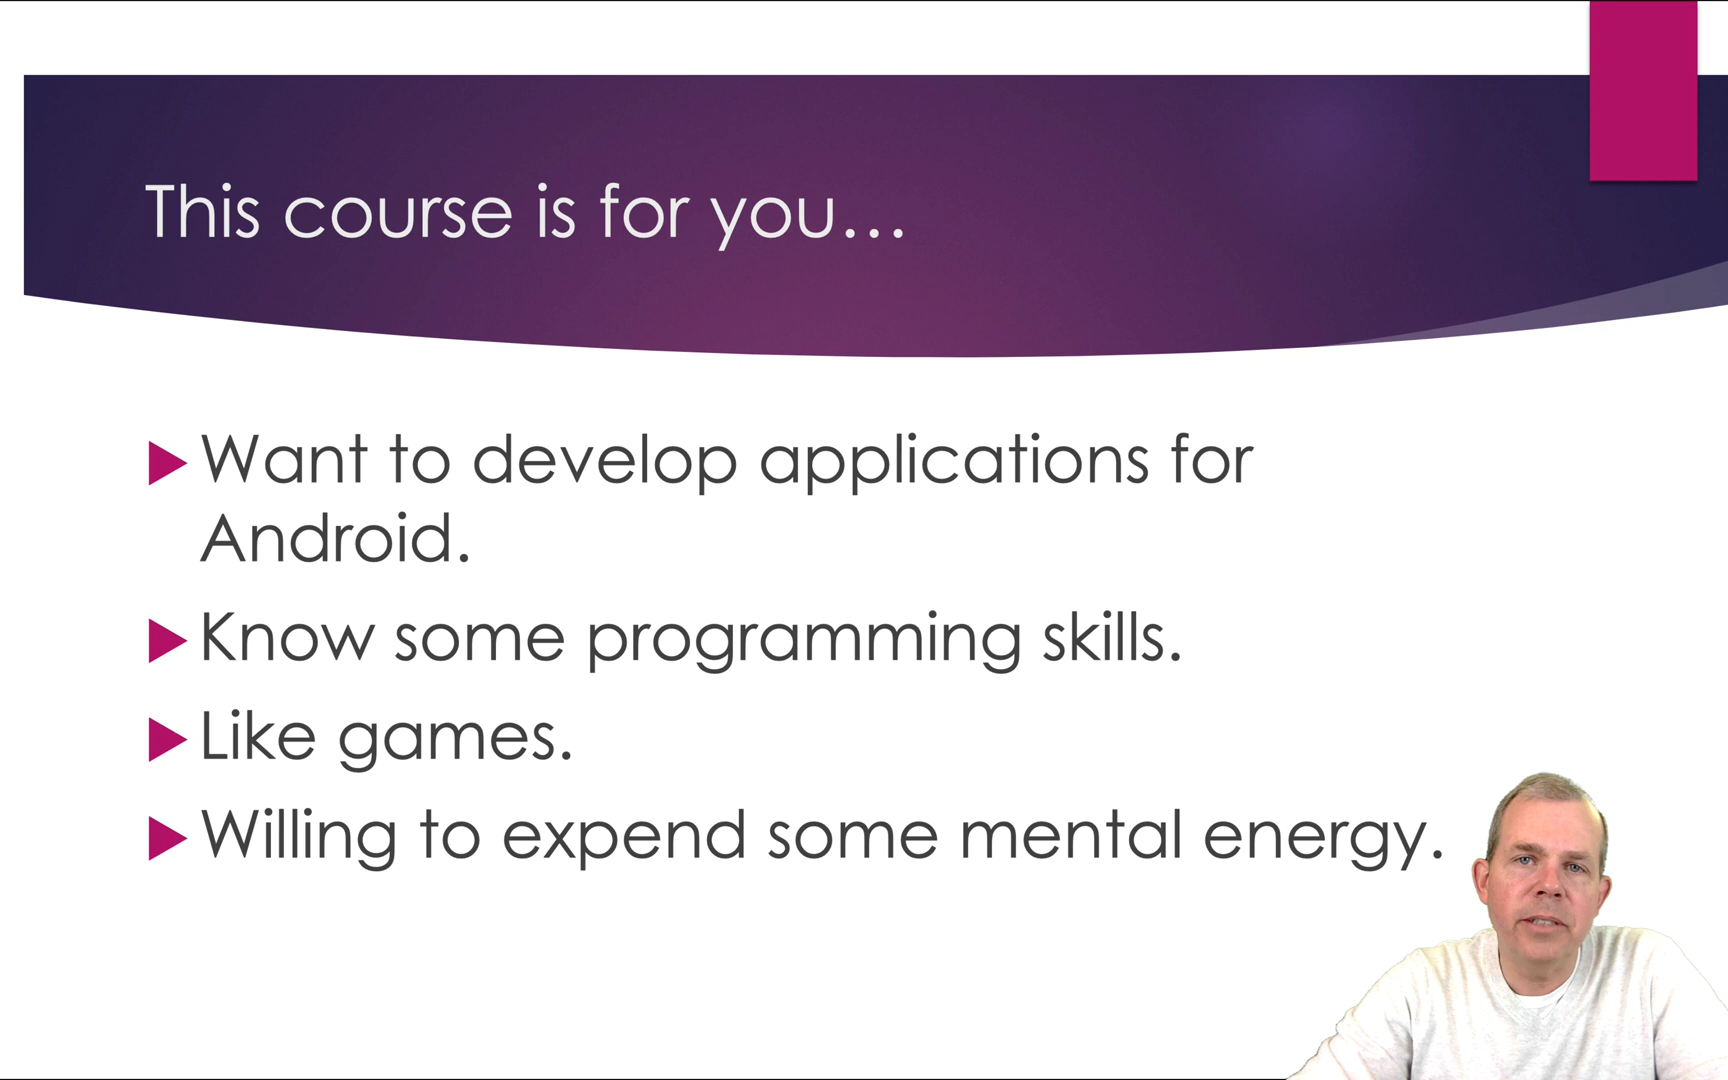 This course is for you...
Want to develop applications for
Android.
Know some programming skills.
Like games.
Willing to expend some mental energy.